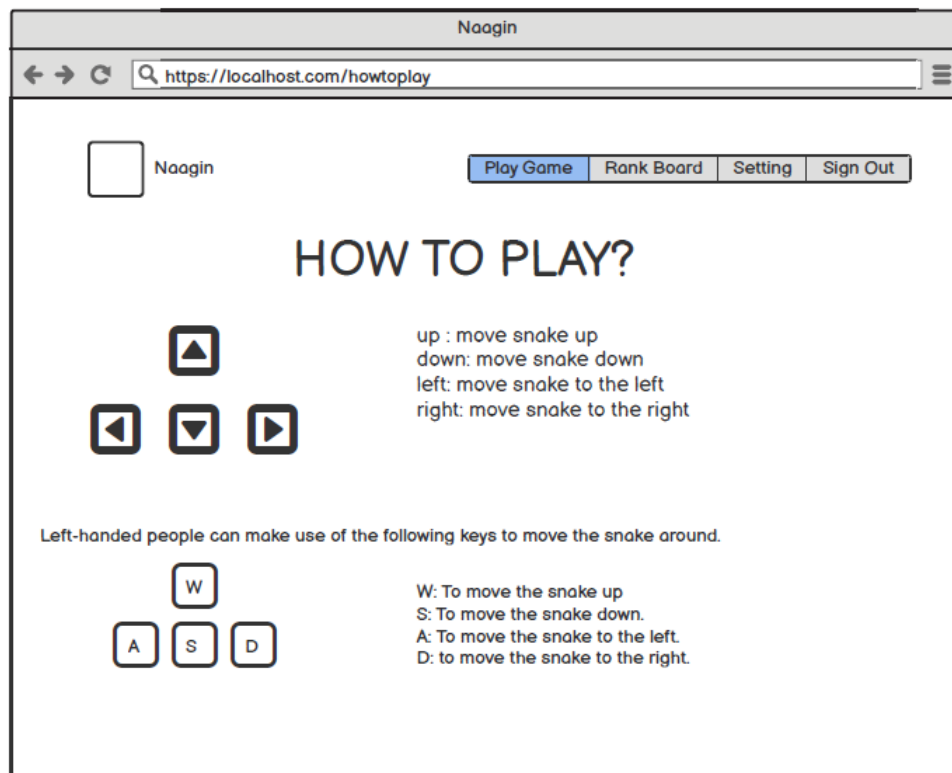 Naagin
https://localhost.com/howtoplay
Naagin
Play Game Rank Board Setting Sign Out
HOW TO PLAY?
up : move snake up
down: move snake down
left: move snake to the left
right: move snake to the right
Left-handed people can make use of the following keys to move the snake around.
W
A S D
W: To move the snake up
S: To move the snake down.
A: To move the snake to the left.
D: to move the snake to the right.